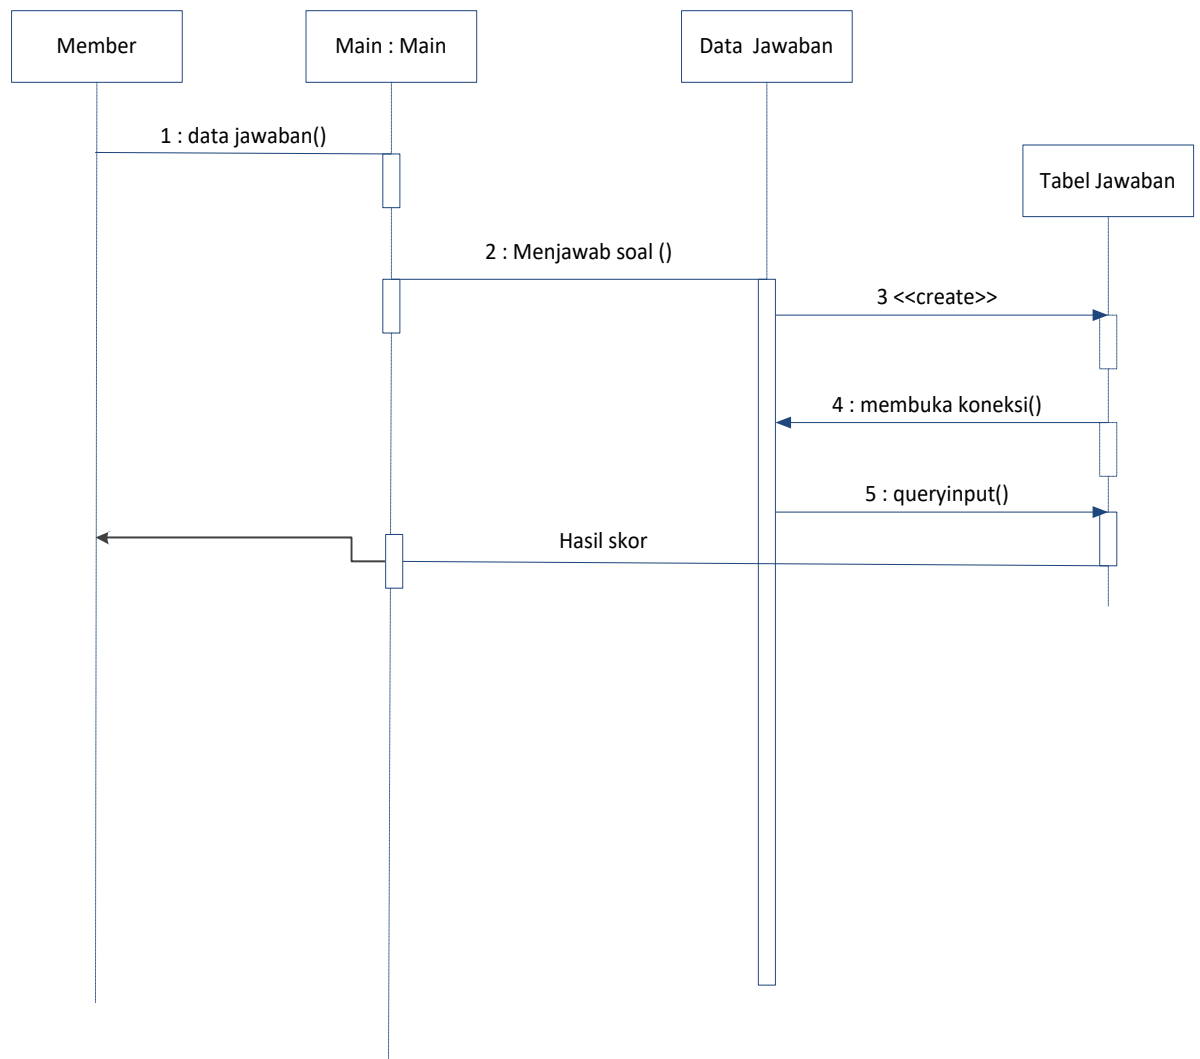 Member
Main : Main
Data  Jawaban
1 : data jawaban()
Tabel Jawaban
2 : Menjawab soal ()
3 <<create>>
4 : membuka koneksi()
5 : queryinput()
Hasil skor